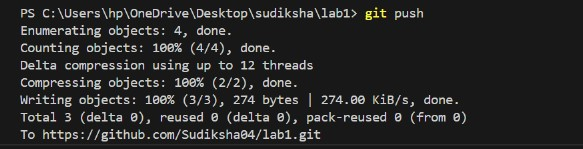 PS C:\Users\hp\OneDrive\Desktop\sudiksha\lab1> git push
Enumerating objects: 4, done.
Counting objects: 100% (4/4), done.
Delta compression using up to 12 threads
Compressing objects: 100% (2/2), done.
Writing objects: 100% (3/3), 274 bytes | 274.00 KiB/s, done.
Total 3 (delta 0), reused 0 (delta 0), pack-reused 0 (from 0)
To https://github.com/Sudiksha04/lab1.git